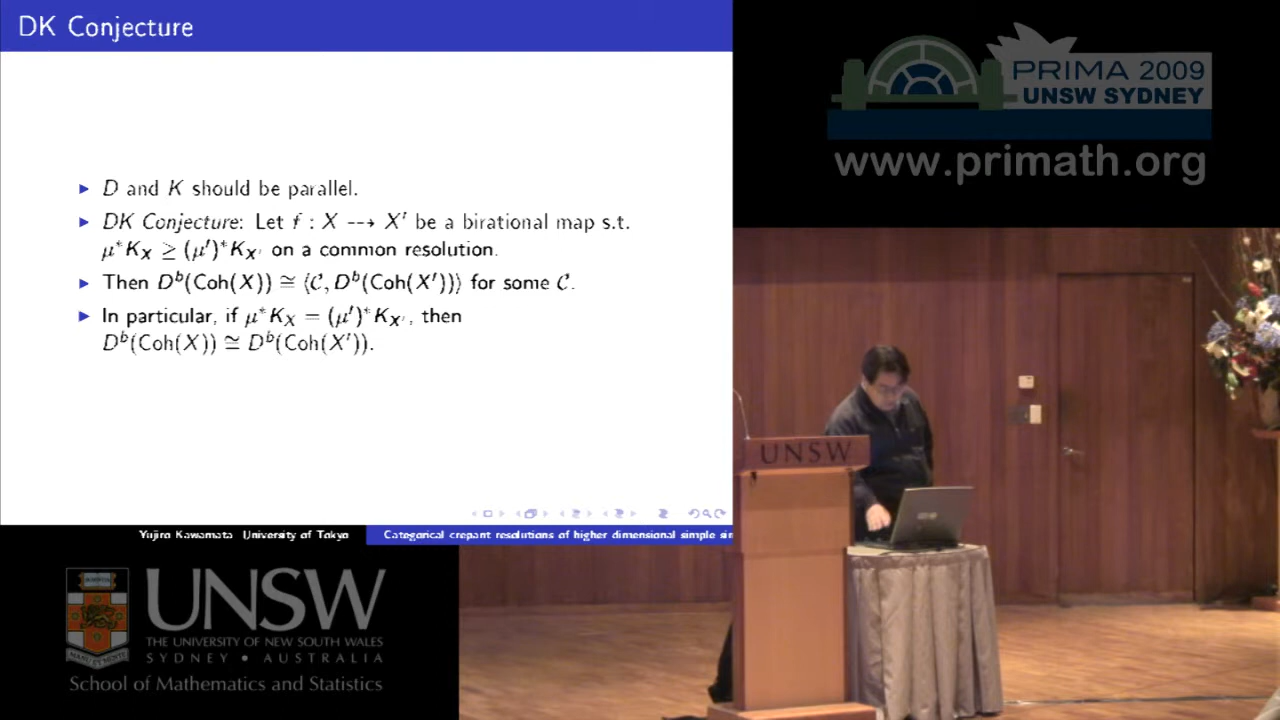 DK Conjecture
▶ D and K should be parallel.
▶ DK Conjecture: Let f : X ⇢ X′ be a birational map s.t.
μ*K_X ≥ (μ′)*K_X′ on a common resolution.
▶ Then D^b(Coh(X)) ≅ ⟨C, D^b(Coh(X′))⟩ for some C.
▶ In particular, if μ*K_X = (μ′)*K_X′, then
D^b(Coh(X)) ≅ D^b(Coh(X′)).
Yujiro Kawamata University of Tokyo
Categorical crepant resolutions of higher dimensional simple sin
PRIMA 2009
UNSW SYDNEY
www.primath.org
UNSW
UNSW
THE UNIVERSITY OF NEW SOUTH WALES
SYDNEY • AUSTRALIA
School of Mathematics and Statistics